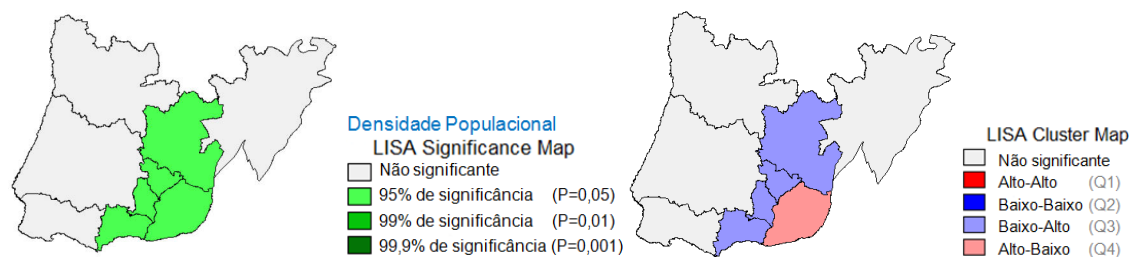 Densidade Populacional
LISA Significance Map
Não significante
95% de significância (P=0,05)
99% de significância (P=0,01)
99,9% de significância (P=0,001)
LISA Cluster Map
Não significante
Alto-Alto (Q1)
Baixo-Baixo (Q2)
Baixo-Alto (Q3)
Alto-Baixo (Q4)